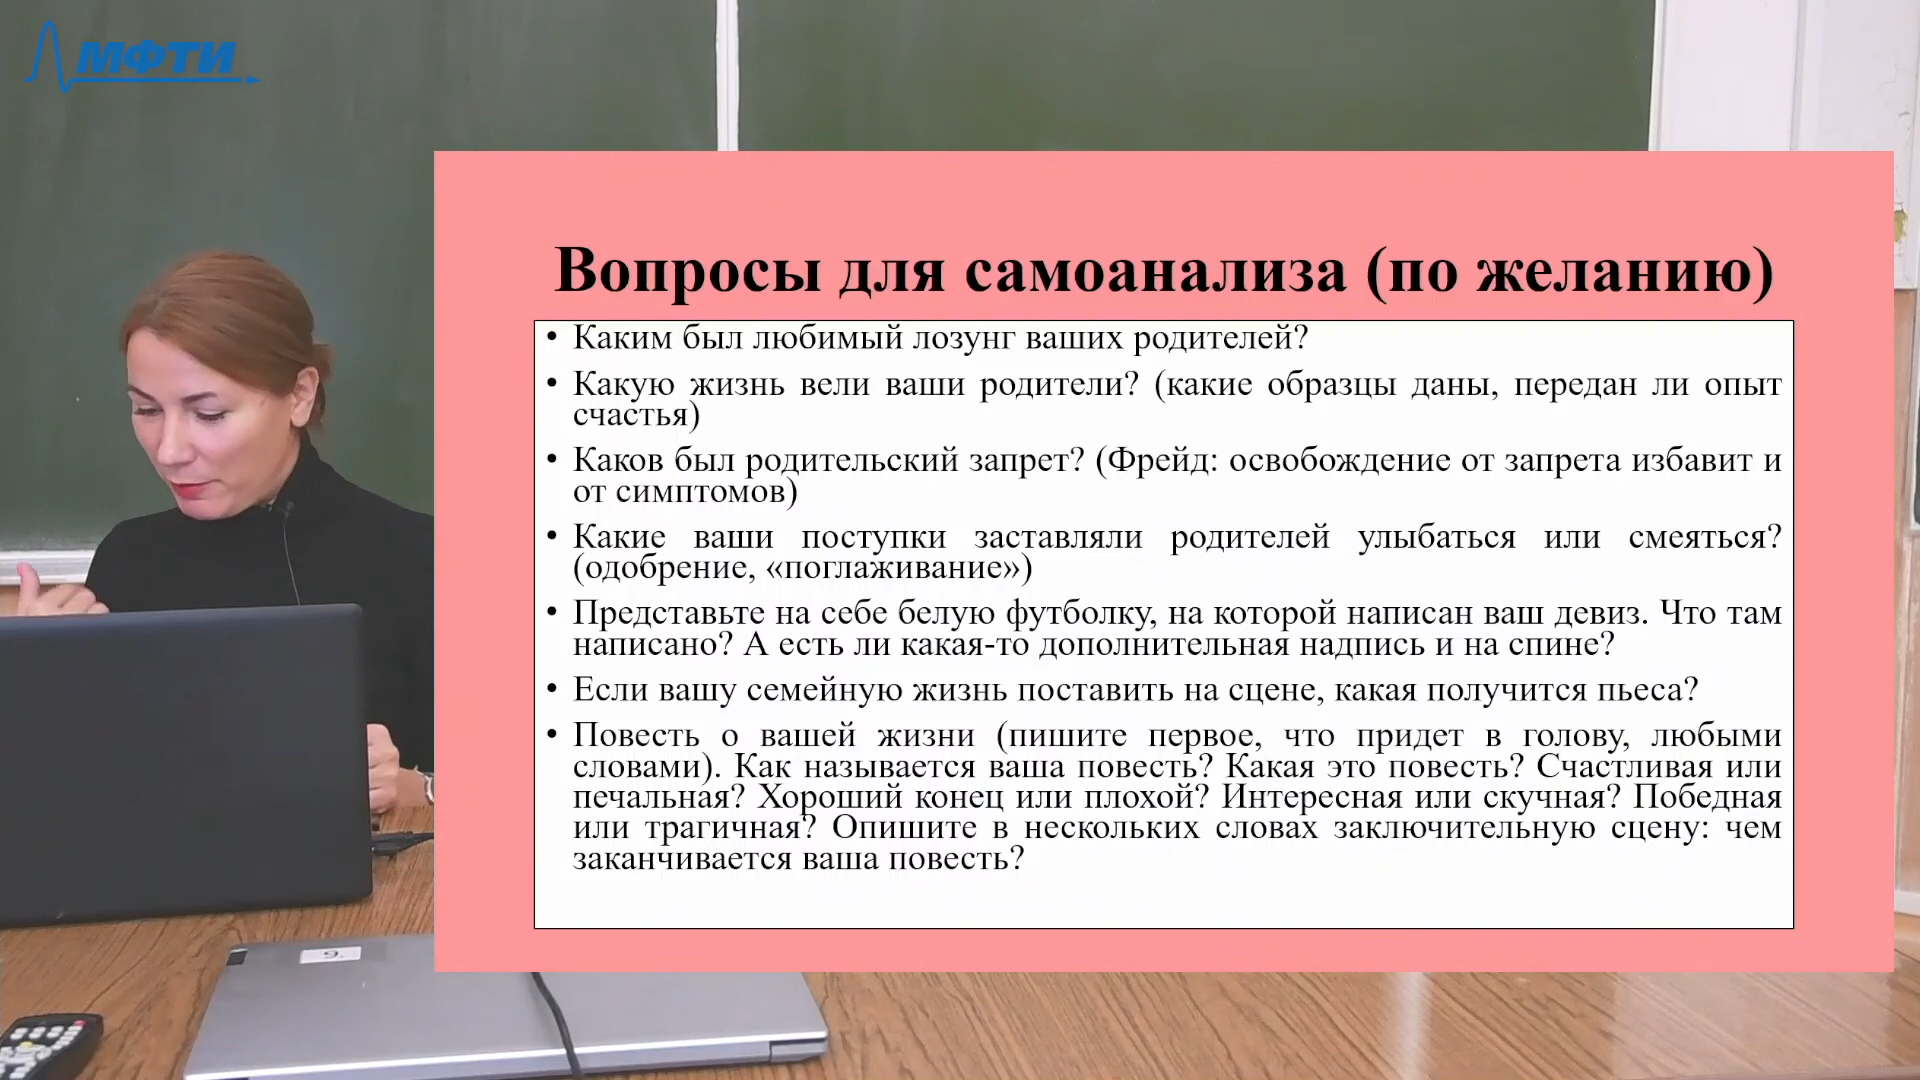 МФТИ
Вопросы для самоанализа (по желанию)
• Каким был любимый лозунг ваших родителей?
• Какую жизнь вели ваши родители? (какие образцы даны, передан ли опыт
счастья)
• Каков был родительский запрет? (Фрейд: освобождение от запрета избавит и
от симптомов)
• Какие ваши поступки заставляли родителей улыбаться или смеяться?
(одобрение, «поглаживание»)
• Представьте на себе белую футболку, на которой написан ваш девиз. Что там
написано? А есть ли какая-то дополнительная надпись и на спине?
• Если вашу семейную жизнь поставить на сцене, какая получится пьеса?
• Повесть о вашей жизни (пишите первое, что придет в голову, любыми
словами). Как называется ваша повесть? Какая это повесть? Счастливая или
печальная? Хороший конец или плохой? Интересная или скучная? Победная
или трагичная? Опишите в нескольких словах заключительную сцену: чем
заканчивается ваша повесть?